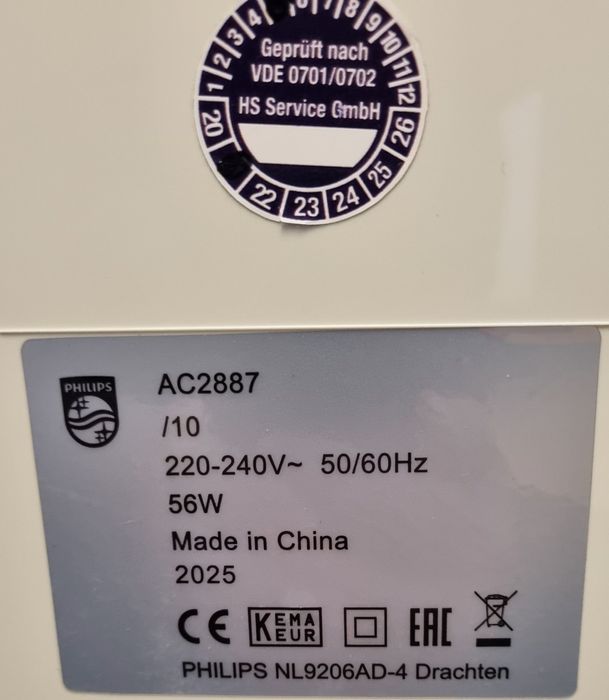 1 2 3 4 6 7 8 9 10 11 12
Geprüft nach
VDE 0701/0702
HS Service GmbH
20 22 23 24 25 26
PHILIPS
AC2887
/10
220-240V~ 50/60Hz
56W
Made in China
2025
CE KEMA EUR EAC
PHILIPS NL9206AD-4 Drachten